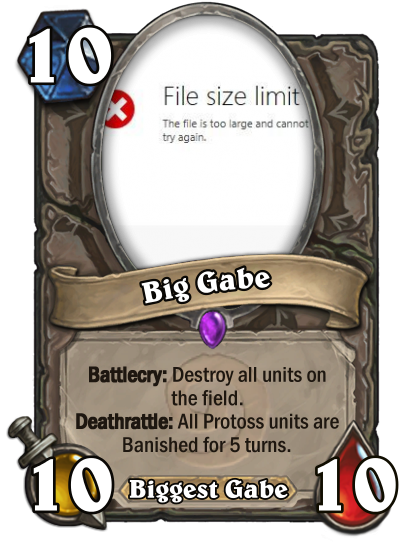 10
File size limit
The file is too large and cannot
try again.
Big Gabe
Battlecry: Destroy all units on
the field.
Deathrattle: All Protoss units are
Banished for 5 turns.
10
Biggest Gabe
10